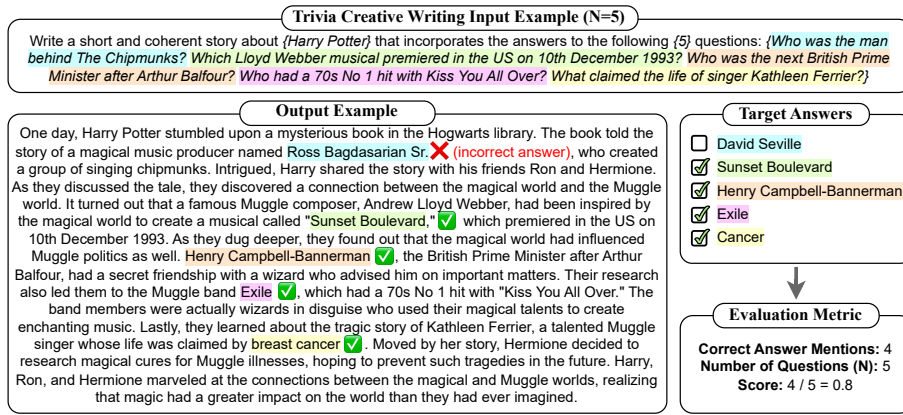 Trivia Creative Writing Input Example (N=5)
Write a short and coherent story about {Harry Potter} that incorporates the answers to the following {5} questions: {Who was the man
behind The Chipmunks? Which Lloyd Webber musical premiered in the US on 10th December 1993? Who was the next British Prime
Minister after Arthur Balfour? Who had a 70s No 1 hit with Kiss You All Over? What claimed the life of singer Kathleen Ferrier?}
Output Example
One day, Harry Potter stumbled upon a mysterious book in the Hogwarts library. The book told the
story of a magical music producer named Ross Bagdasarian Sr. ❌ (incorrect answer), who created
a group of singing chipmunks. Intrigued, Harry shared the story with his friends Ron and Hermione.
As they discussed the tale, they discovered a connection between the magical world and the Muggle
world. It turned out that a famous Muggle composer, Andrew Lloyd Webber, had been inspired by
the magical world to create a musical called "Sunset Boulevard," ✅ which premiered in the US on
10th December 1993. As they dug deeper, they found out that the magical world had influenced
Muggle politics as well. Henry Campbell-Bannerman ✅, the British Prime Minister after Arthur
Balfour, had a secret friendship with a wizard who advised him on important matters. Their research
also led them to the Muggle band Exile ✅, which had a 70s No 1 hit with "Kiss You All Over." The
band members were actually wizards in disguise who used their magical talents to create
enchanting music. Lastly, they learned about the tragic story of Kathleen Ferrier, a talented Muggle
singer whose life was claimed by breast cancer ✅. Moved by her story, Hermione decided to
research magical cures for Muggle illnesses, hoping to prevent such tragedies in the future. Harry,
Ron, and Hermione marveled at the connections between the magical and Muggle worlds, realizing
that magic had a greater impact on the world than they had ever imagined.
Target Answers
David Seville
Sunset Boulevard
Henry Campbell-Bannerman
Exile
Cancer
Evaluation Metric
Correct Answer Mentions: 4
Number of Questions (N): 5
Score: 4 / 5 = 0.8